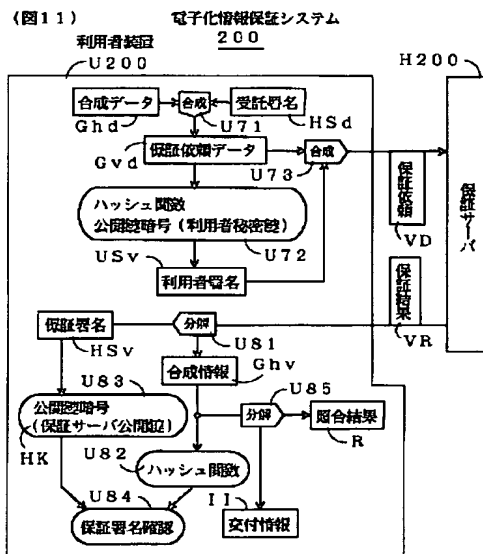 (図11)
電子化情報保証システム
200
利用者装置
U200
H200
合成データ
合成
受託署名
Ghd
U71
HSd
保証依頼データ
合成
Gvd
U73
ハッシュ関数
公開鍵暗号(利用者秘密鍵)
U72
USv
利用者署名
保証依頼
VD
保証サーバ
保証結果
VR
保証署名
分解
HSv
U81
Ghv
合成情報
U83
U85
公開鍵暗号
(保証サーバ公開鍵)
分解
照合結果
R
HK
U82
ハッシュ関数
U84
II
保証署名確認
交付情報